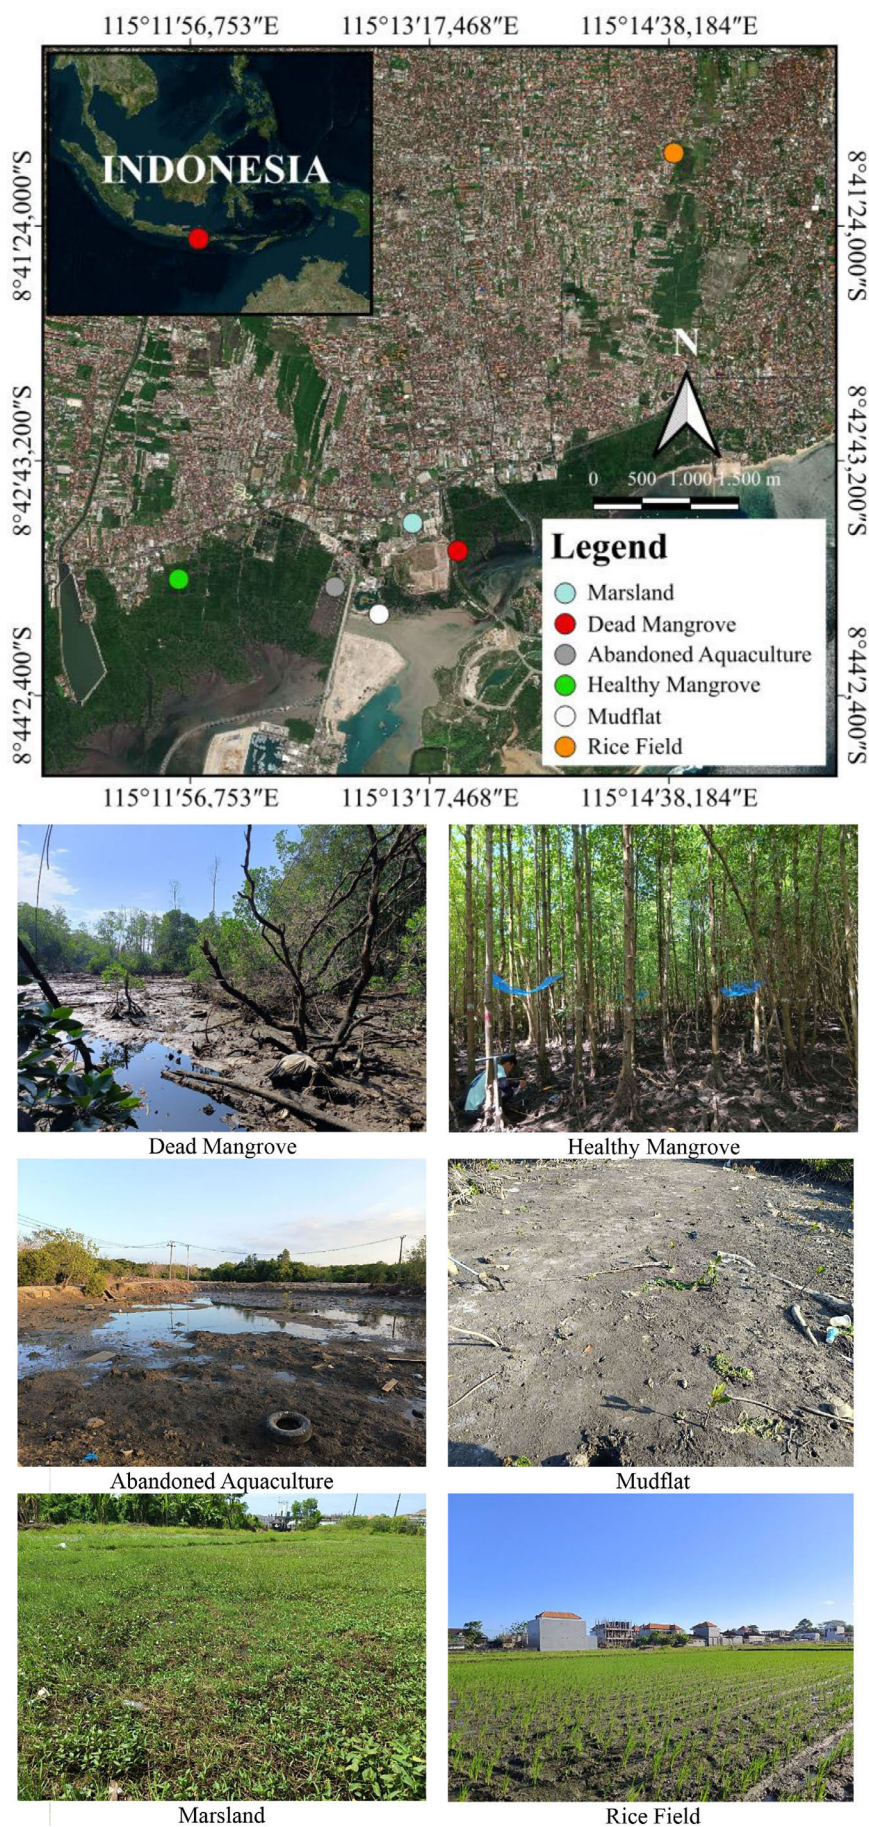 115°11′56,753″E 115°13′17,468″E 115°14′38,184″E
INDONESIA
8°41′24,000″S
8°41′24,000″S
N
8°42′43,200″S
8°42′43,200″S
0 500 1.000 1.500 m
Legend
Marsland
Dead Mangrove
Abandoned Aquaculture
Healthy Mangrove
Mudflat
Rice Field
8°44′2,400″S
8°44′2,400″S
115°11′56,753″E 115°13′17,468″E 115°14′38,184″E
Dead Mangrove
Healthy Mangrove
Abandoned Aquaculture
Mudflat
Marsland
Rice Field